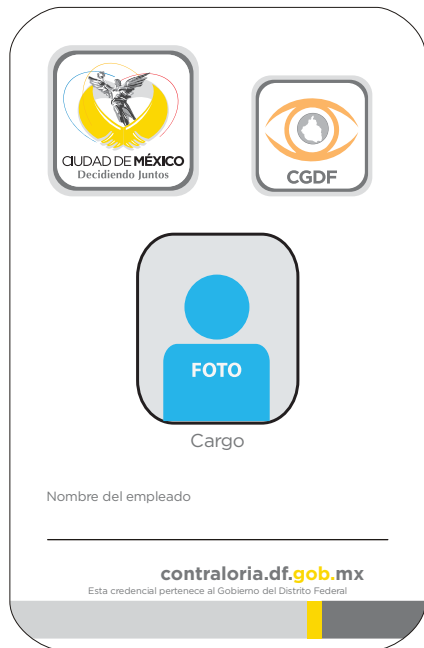 CIUDAD DE MÉXICO
Decidiendo Juntos
CGDF
FOTO
Cargo
Nombre del empleado
contraloria.df.gob.mx
Esta credencial pertenece al Gobierno del Distrito Federal